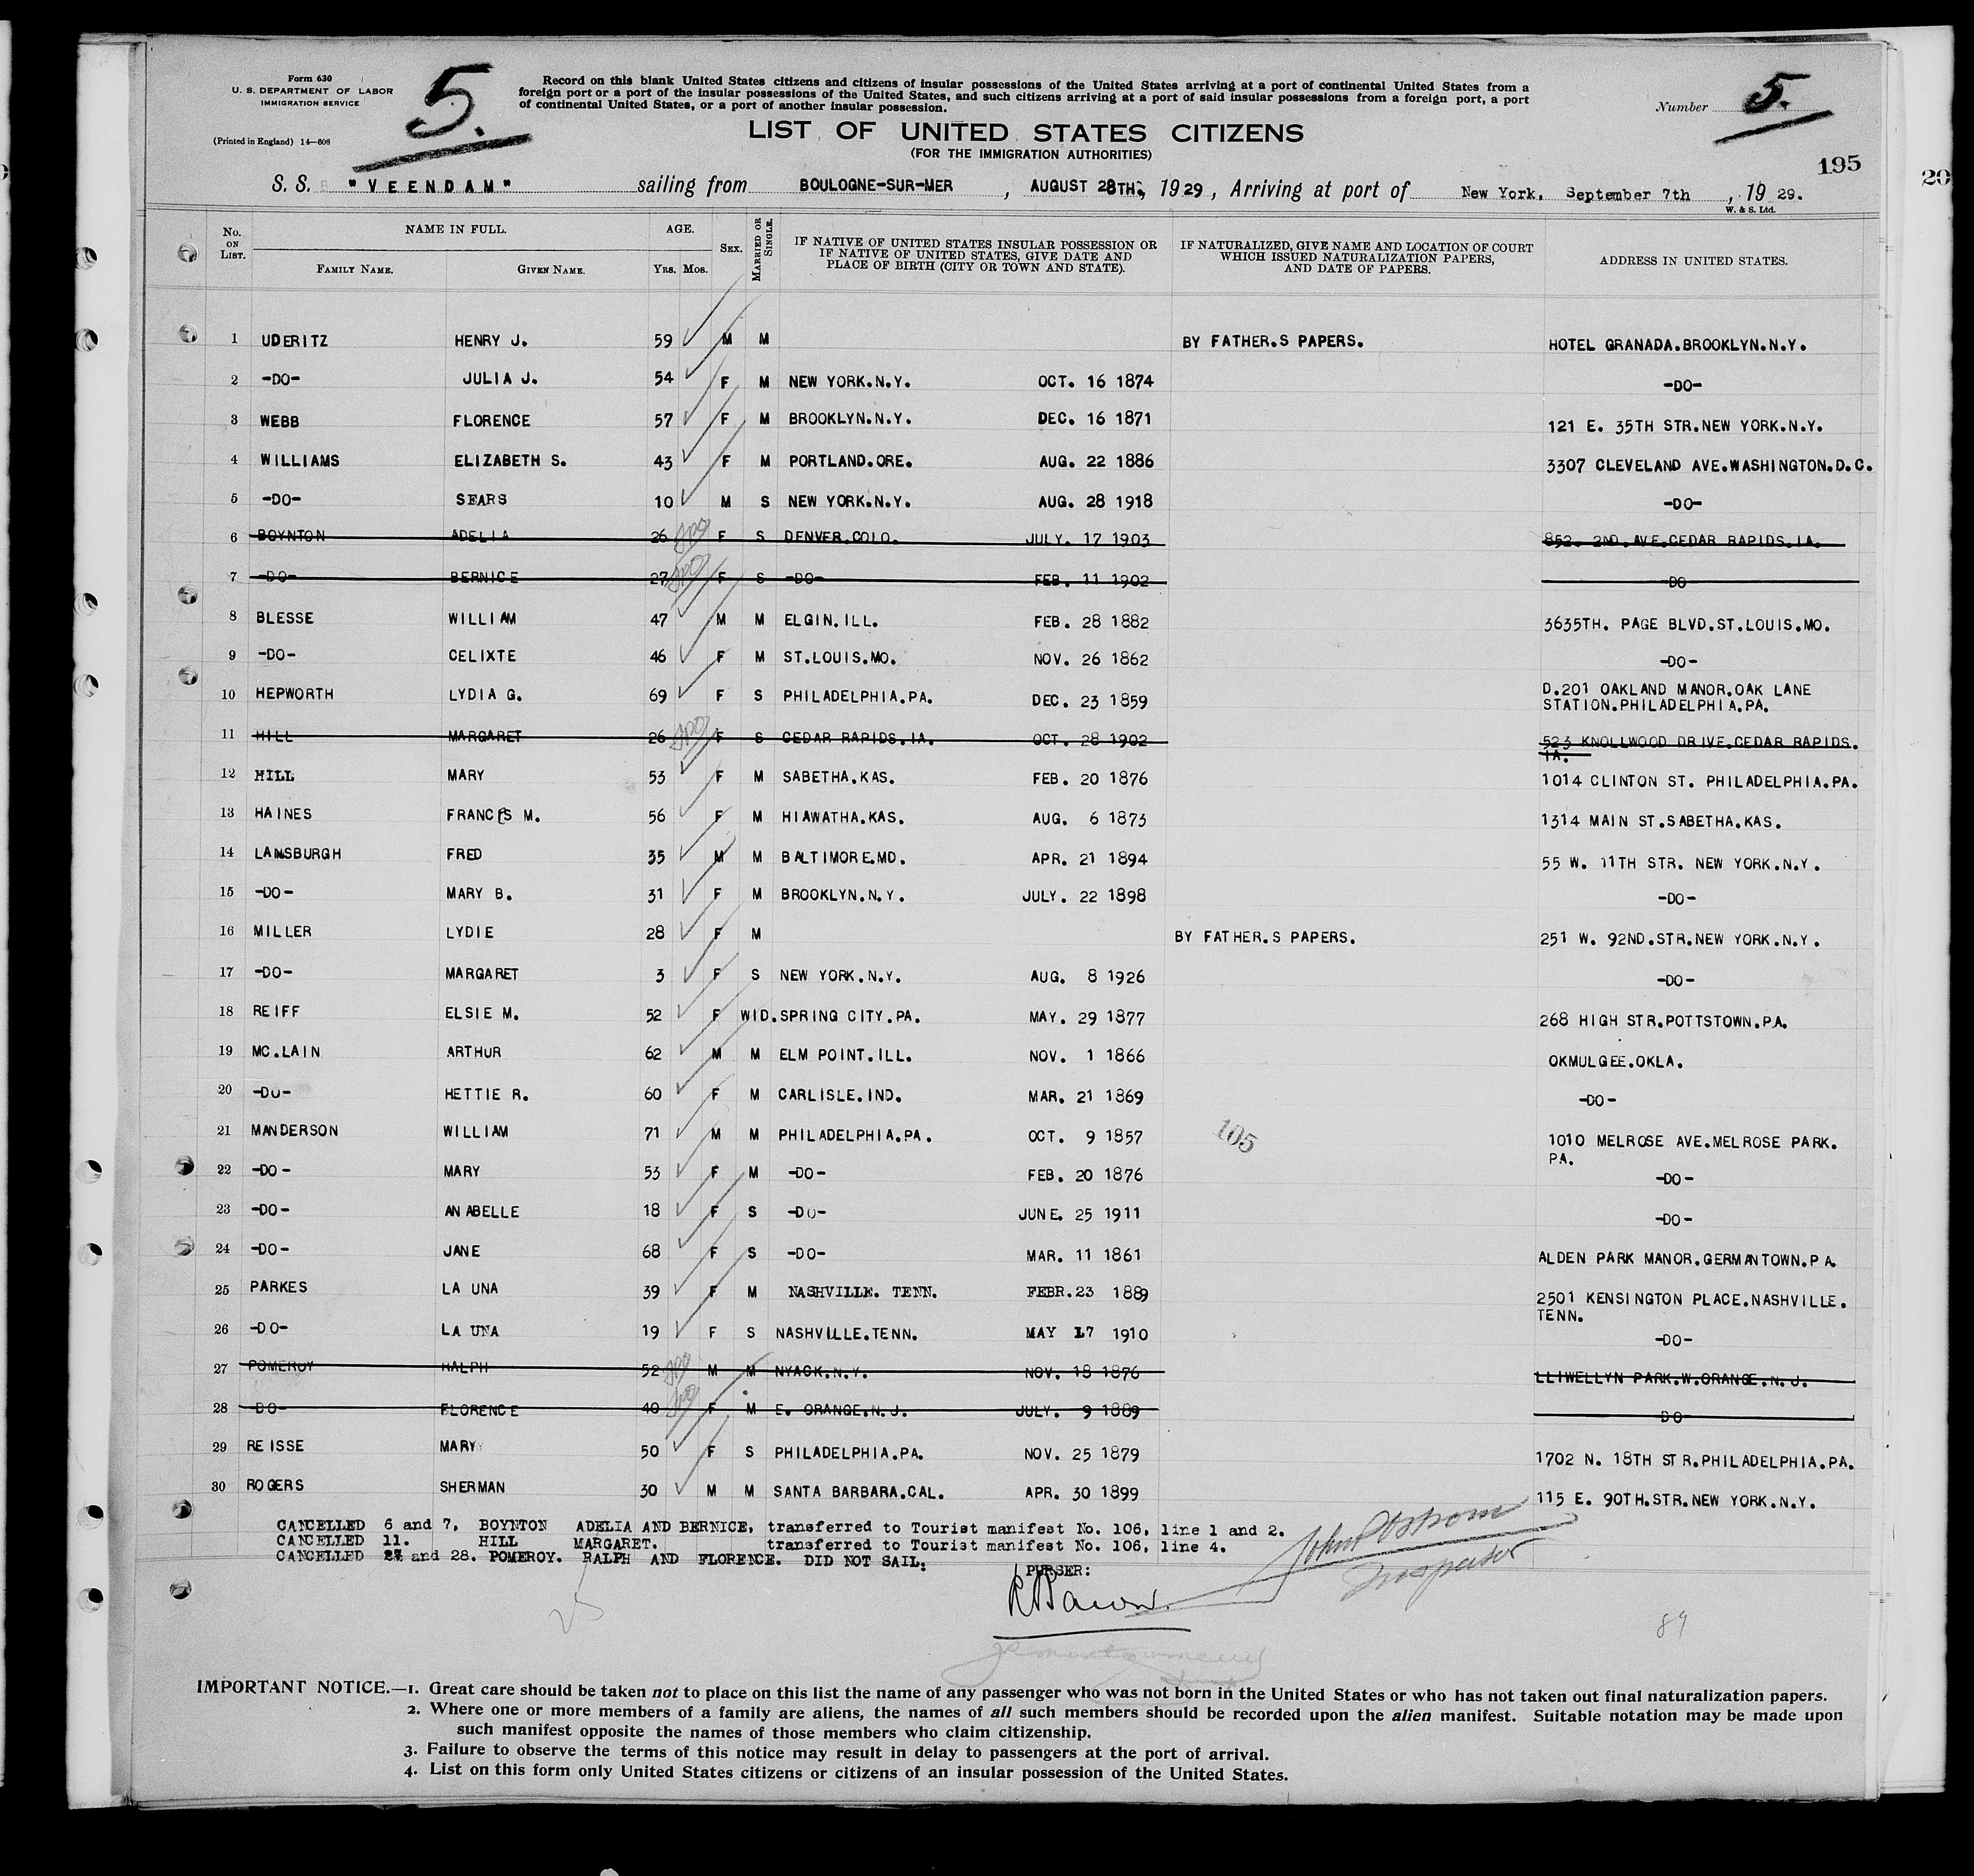 Form 630
U. S. DEPARTMENT OF LABOR
IMMIGRATION SERVICE
(Printed in England) 14—608
5.
Record on this blank United States citizens and citizens of insular possessions of the United States arriving at a port of continental United States from a
foreign port or a port of the insular possessions of the United States, and such citizens arriving at a port of said insular possessions from a foreign port, a port
of continental United States, or a port of another insular possession.
Number 5.
LIST OF UNITED STATES CITIZENS
(FOR THE IMMIGRATION AUTHORITIES)
195
S. S. "VEENDAM" sailing from BOULOGNE-SUR-MER, AUGUST 28TH, 1929, Arriving at port of New York, September 7th, 1929.
W. & S. Ltd.
No. ON LIST. NAME IN FULL. FAMILY NAME. GIVEN NAME. AGE. Yrs. Mos. SEX. MARRIED OR SINGLE. IF NATIVE OF UNITED STATES INSULAR POSSESSION OR IF NATIVE OF UNITED STATES, GIVE DATE AND PLACE OF BIRTH (CITY OR TOWN AND STATE). IF NATURALIZED, GIVE NAME AND LOCATION OF COURT WHICH ISSUED NATURALIZATION PAPERS, AND DATE OF PAPERS. ADDRESS IN UNITED STATES.
1 UDERITZ HENRY J. 59 M M BY FATHER.S PAPERS. HOTEL GRANADA.BROOKLYN.N.Y.
2 -DO- JULIA J. 54 F M NEW YORK.N.Y. OCT. 16 1874 -DO-
3 WEBB FLORENCE 57 F M BROOKLYN.N.Y. DEC. 16 1871 121 E. 35TH STR.NEW YORK.N.Y.
4 WILLIAMS ELIZABETH S. 43 F M PORTLAND.ORE. AUG. 22 1886 3307 CLEVELAND AVE.WASHINGTON.D.C.
5 -DO- SEARS 10 M S NEW YORK.N.Y. AUG. 28 1918 -DO-
6 BOYNTON ADELIA 26 F S DENVER.COLO. JULY. 17 1903 852. 2ND.AVE.CEDAR RAPIDS.IA.
7 -DO- BERNICE 27 F S -DO- FEB. 11 1902 -DO-
8 BLESSE WILLIAM 47 M M ELGIN.ILL. FEB. 28 1882 3635TH. PAGE BLVD.ST.LOUIS.MO.
9 -DO- CELIXTE 46 F M ST.LOUIS.MO. NOV. 26 1862 -DO-
10 HEPWORTH LYDIA G. 69 F S PHILADELPHIA.PA. DEC. 23 1859 D.201 OAKLAND MANOR.OAK LANE
STATION.PHILADELPHIA.PA.
11 HILL MARGARET 26 F S CEDAR RAPIDS.IA. OCT. 28 1902 523 KNOLLWOOD DRIVE.CEDAR RAPIDS.
IA.
12 HILL MARY 53 F M SABETHA.KAS. FEB. 20 1876 1014 CLINTON ST. PHILADELPHIA.PA.
13 HAINES FRANCES M. 56 F M HIAWATHA.KAS. AUG. 6 1873 1314 MAIN ST.SABETHA.KAS.
14 LANSBURGH FRED 35 M M BALTIMORE.MD. APR. 21 1894 55 W. 11TH STR. NEW YORK.N.Y.
15 -DO- MARY B. 31 F M BROOKLYN.N.Y. JULY. 22 1898 -DO-
16 MILLER LYDIE 28 F M BY FATHER.S PAPERS. 251 W. 92ND.STR.NEW YORK.N.Y.
17 -DO- MARGARET 3 F S NEW YORK.N.Y. AUG. 8 1926 -DO-
18 REIFF ELSIE M. 52 F WID. SPRING CITY.PA. MAY. 29 1877 268 HIGH STR.POTTSTOWN.PA.
19 MC.LAIN ARTHUR 62 M M ELM POINT.ILL. NOV. 1 1866 OKMULGEE.OKLA.
20 -DO- HETTIE R. 60 F M CARLISLE.IND. MAR. 21 1869 -DO-
21 MANDERSON WILLIAM 71 M M PHILADELPHIA.PA. OCT. 9 1857 105 1010 MELROSE AVE.MELROSE PARK.
PA.
22 -DO- MARY 53 F M -DO- FEB. 20 1876 -DO-
23 -DO- ANABELLE 18 F S -DO- JUNE. 25 1911 -DO-
24 -DO- JANE 68 F S -DO- MAR. 11 1861 ALDEN PARK MANOR.GERMANTOWN.PA.
25 PARKES LA UNA 39 F M NASHVILLE. TENN. FEBR.23 1889 2501 KENSINGTON PLACE.NASHVILLE.
TENN.
26 -DO- LA UNA 19 F S NASHVILLE.TENN. MAY 17 1910 -DO-
27 POMEROY RALPH 52 M M NYACK.N.Y. NOV. 18 1876 LLIWELLYN PARK.W.ORANGE.N.J.
28 -DO- FLORENCE 40 F M E. ORANGE.N.J. JULY. 9 1889 -DO-
29 REISSE MARY 50 F S PHILADELPHIA.PA. NOV. 25 1879 1702 N. 18TH STR.PHILADELPHIA.PA.
30 ROGERS SHERMAN 30 M M SANTA BARBARA.CAL. APR. 30 1899 115 E. 90TH.STR.NEW YORK.N.Y.
CANCELLED 6 and 7, BOYNTON ADELIA AND BERNICE, transferred to Tourist manifest No. 106, line 1 and 2.
CANCELLED 11. HILL MARGARET. transferred to Tourist manifest No. 106, line 4.
CANCELLED 27 and 28. POMEROY. RALPH AND FLORENCE. DID NOT SAIL:
PURSER:
Inspector
25
89
IMPORTANT NOTICE.—1. Great care should be taken not to place on this list the name of any passenger who was not born in the United States or who has not taken out final naturalization papers.
2. Where one or more members of a family are aliens, the names of all such members should be recorded upon the alien manifest. Suitable notation may be made upon
such manifest opposite the names of those members who claim citizenship.
3. Failure to observe the terms of this notice may result in delay to passengers at the port of arrival.
4. List on this form only United States citizens or citizens of an insular possession of the United States.